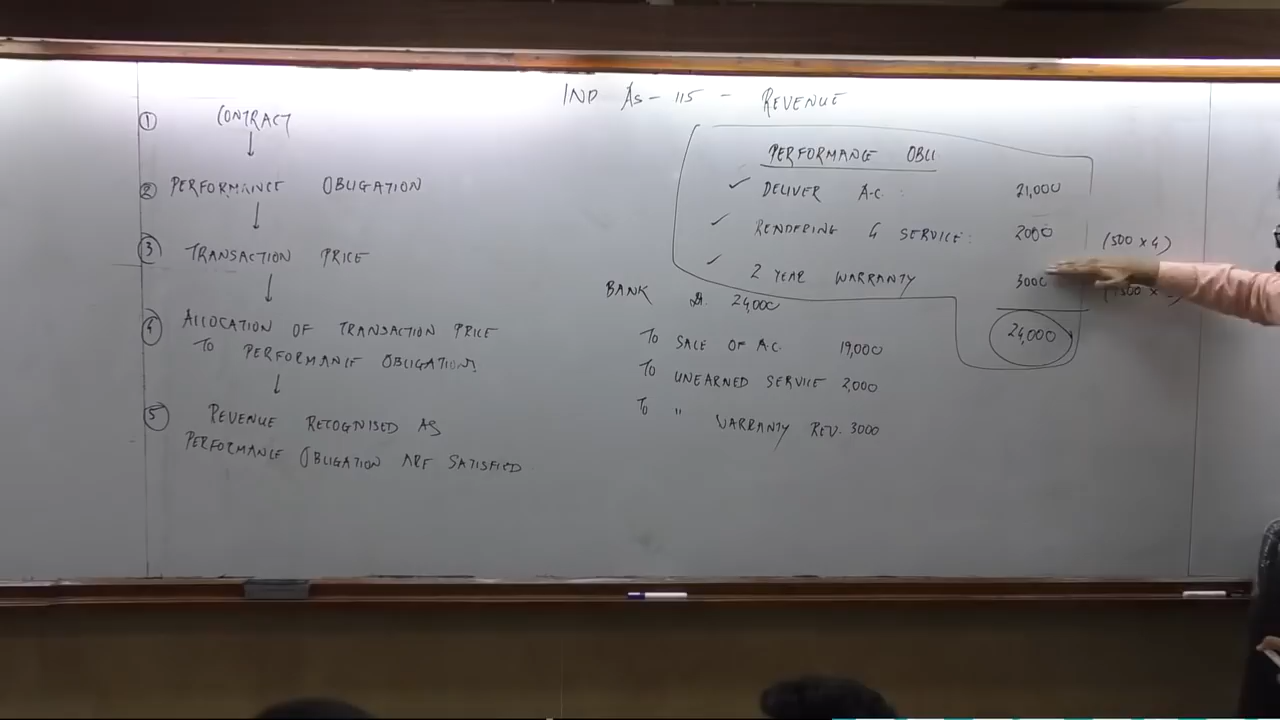 IND AS - 115 - REVENUE
① CONTRACT
↓
② PERFORMANCE OBLIGATION
↓
③ TRANSACTION PRICE
↓
④ ALLOCATION OF TRANSACTION PRICE
TO PERFORMANCE OBLIGATION
↓
⑤ REVENUE RECOGNISED AS
PERFORMANCE OBLIGATION ARE SATISFIED
PERFORMANCE OBLI
✓ DELIVER A.C. : 21,000
✓ RENDERING 4 SERVICE : 2000 (500 x 4)
✓ 2 YEAR WARRANTY 3000
24,000
BANK Dr. 24,000
To SALE OF A.C. 19,000
To UNEARNED SERVICE 2,000
To " WARRANTY REV. 3000